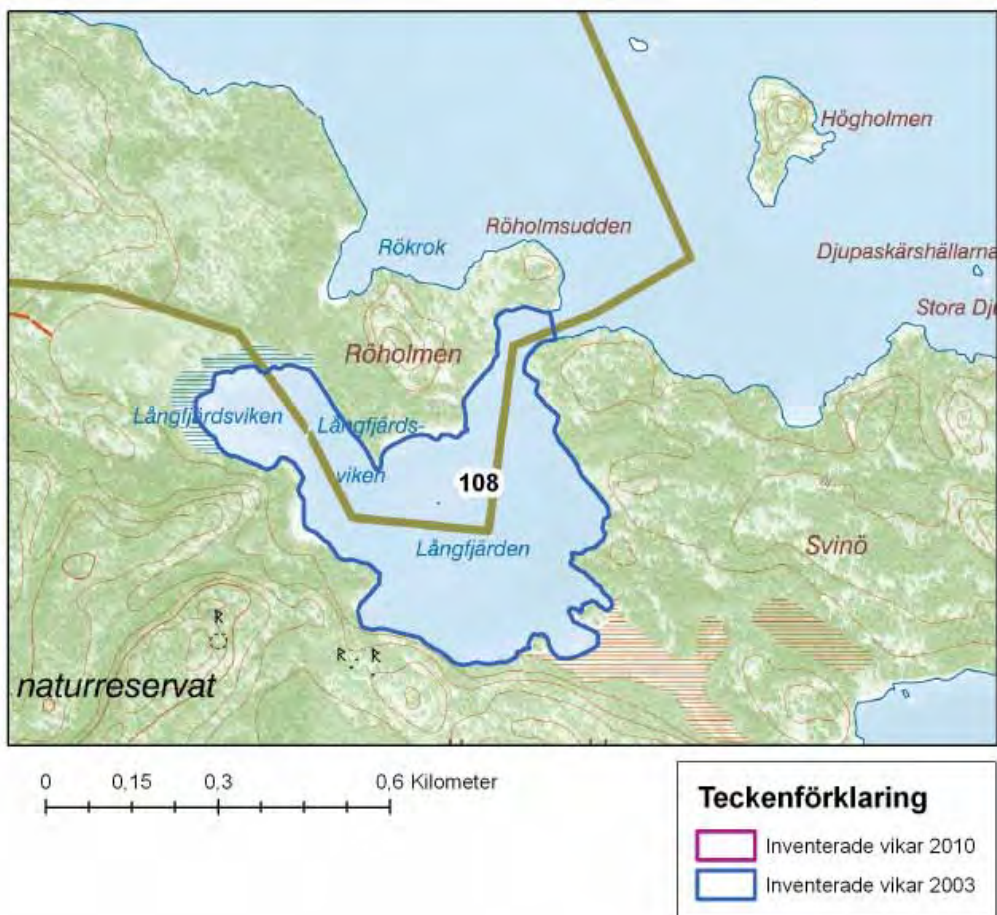 Högholmen
Röholmsudden
Rökrok
Djupaskärshällarna
Stora Dju
Röholmen
Långfjärdsviken
Långfjärds-
viken
108
Långfjärden
Svinö
R
R R
naturreservat
0 0,15 0,3 0,6 Kilometer
Teckenförklaring
Inventerade vikar 2010
Inventerade vikar 2003